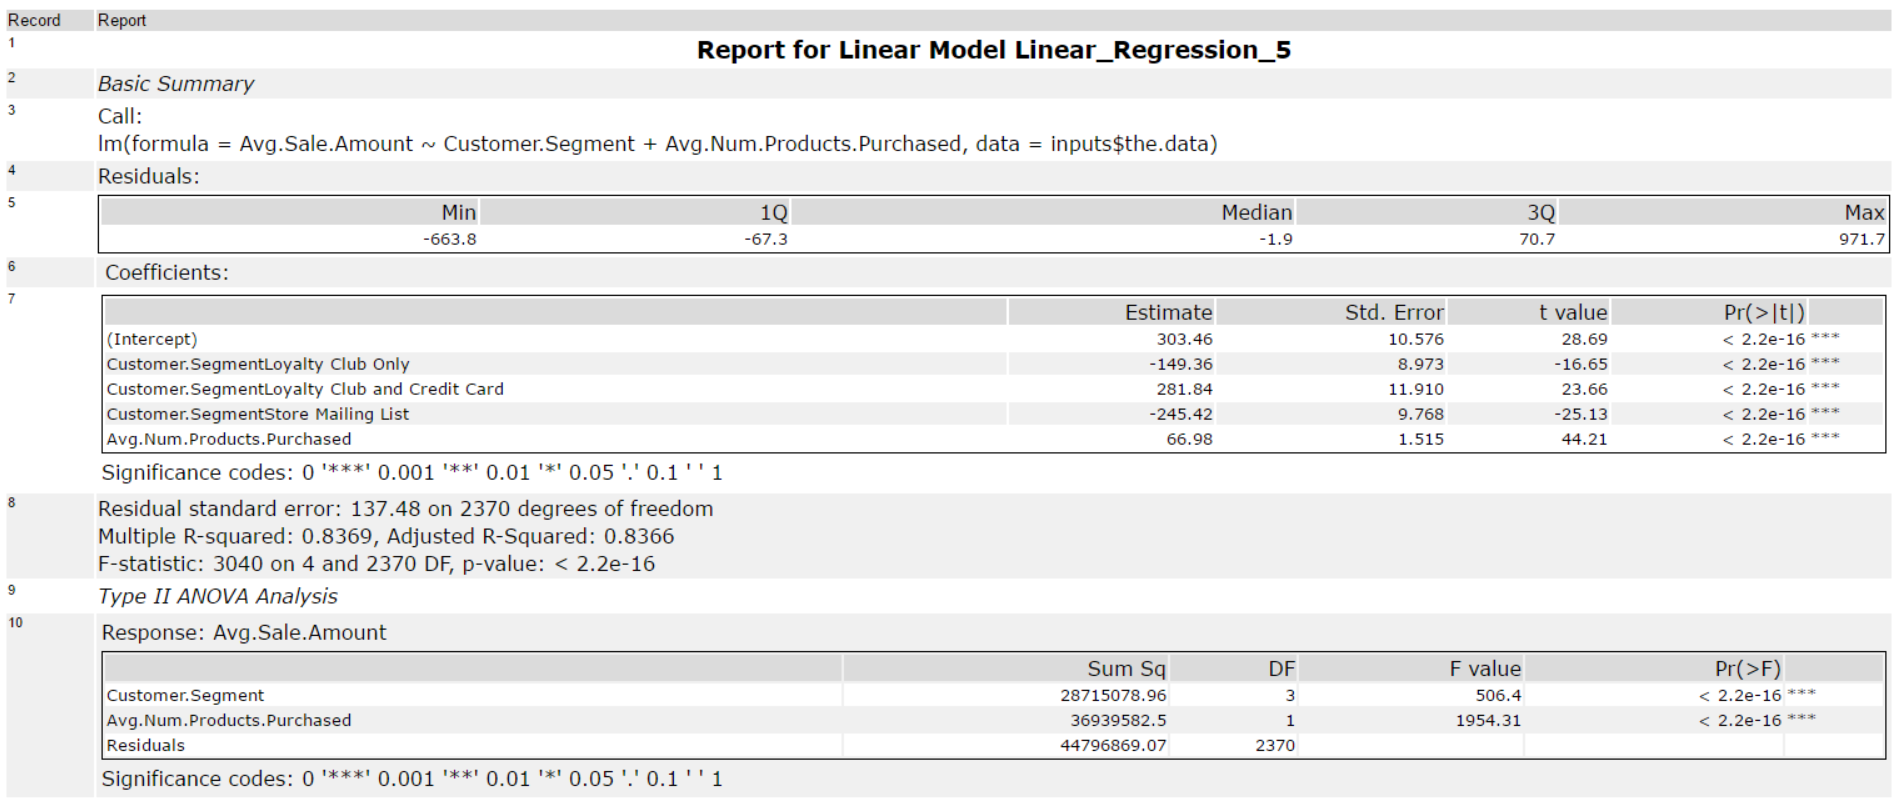 Record Report
1 Report for Linear Model Linear_Regression_5
2 Basic Summary
3 Call:
lm(formula = Avg.Sale.Amount ~ Customer.Segment + Avg.Num.Products.Purchased, data = inputs$the.data)
4 Residuals:
5 Min 1Q Median 3Q Max
-663.8 -67.3 -1.9 70.7 971.7
6 Coefficients:
7 Estimate Std. Error t value Pr(>|t|)
(Intercept) 303.46 10.576 28.69 < 2.2e-16 ***
Customer.SegmentLoyalty Club Only -149.36 8.973 -16.65 < 2.2e-16 ***
Customer.SegmentLoyalty Club and Credit Card 281.84 11.910 23.66 < 2.2e-16 ***
Customer.SegmentStore Mailing List -245.42 9.768 -25.13 < 2.2e-16 ***
Avg.Num.Products.Purchased 66.98 1.515 44.21 < 2.2e-16 ***
Significance codes: 0 '***' 0.001 '**' 0.01 '*' 0.05 '.' 0.1 ' ' 1
8 Residual standard error: 137.48 on 2370 degrees of freedom
Multiple R-squared: 0.8369, Adjusted R-Squared: 0.8366
F-statistic: 3040 on 4 and 2370 DF, p-value: < 2.2e-16
9 Type II ANOVA Analysis
10 Response: Avg.Sale.Amount
Sum Sq DF F value Pr(>F)
Customer.Segment 28715078.96 3 506.4 < 2.2e-16 ***
Avg.Num.Products.Purchased 36939582.5 1 1954.31 < 2.2e-16 ***
Residuals 44796869.07 2370
Significance codes: 0 '***' 0.001 '**' 0.01 '*' 0.05 '.' 0.1 ' ' 1